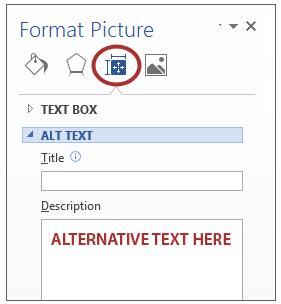 Format Picture
TEXT BOX
ALT TEXT
Title
Description
ALTERNATIVE TEXT HERE